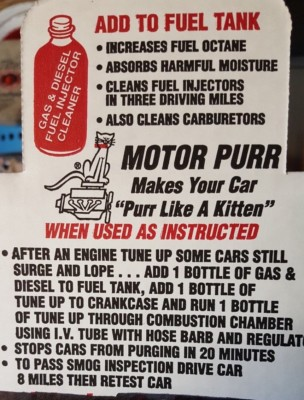 GAS & DIESEL
FUEL INJECTOR
CLEANER
ADD TO FUEL TANK
• INCREASES FUEL OCTANE
• ABSORBS HARMFUL MOISTURE
• CLEANS FUEL INJECTORS
IN THREE DRIVING MILES
• ALSO CLEANS CARBURETORS
MOTOR PURR
Makes Your Car
"Purr Like A Kitten"
WHEN USED AS INSTRUCTED
• AFTER AN ENGINE TUNE UP SOME CARS STILL
SURGE AND LOPE . . . ADD 1 BOTTLE OF GAS &
DIESEL TO FUEL TANK, ADD 1 BOTTLE OF
TUNE UP TO CRANKCASE AND RUN 1 BOTTLE
OF TUNE UP THROUGH COMBUSTION CHAMBER
USING I.V. TUBE WITH HOSE BARB AND REGULAT
• STOPS CARS FROM PURGING IN 20 MINUTES
• TO PASS SMOG INSPECTION DRIVE CAR
8 MILES THEN RETEST CAR